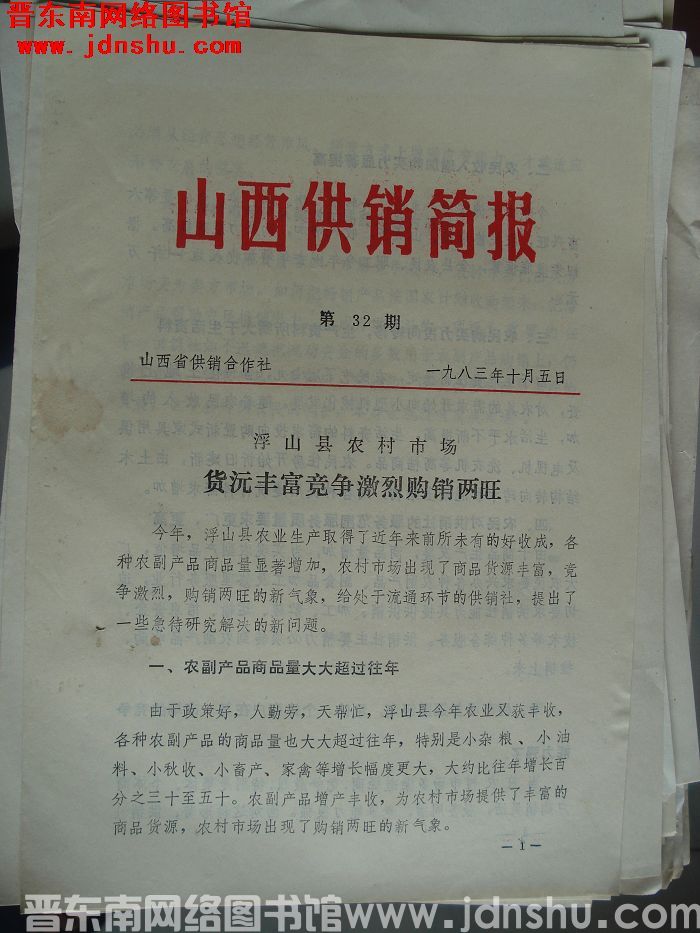 晋东南网络图书馆
www.jdnshu.com
山西供销简报
第 32 期
山西省供销合作社 一九八三年十月五日
浮山县农村市场
货沅丰富竞争激烈购销两旺
今年，浮山县农业生产取得了近年来前所未有的好收成，各
种农副产品商品量显著增加，农村市场出现了商品货源丰富，竞
争激烈，购销两旺的新气象，给处于流通环节的供销社，提出了
一些急待研究解决的新问题。
一、农副产品商品量大大超过往年
由于政策好，人勤劳，天帮忙，浮山县今年农业又获丰收，
各种农副产品的商品量也大大超过往年，特别是小杂粮、小油
料、小秋收、小畜产、家禽等增长幅度更大，大约比往年增长百
分之三十至五十。农副产品增产丰收，为农村市场提供了丰富的
商品货源，农村市场出现了购销两旺的新气象。
—1—
晋东南网络图书馆 www.jdnshu.com